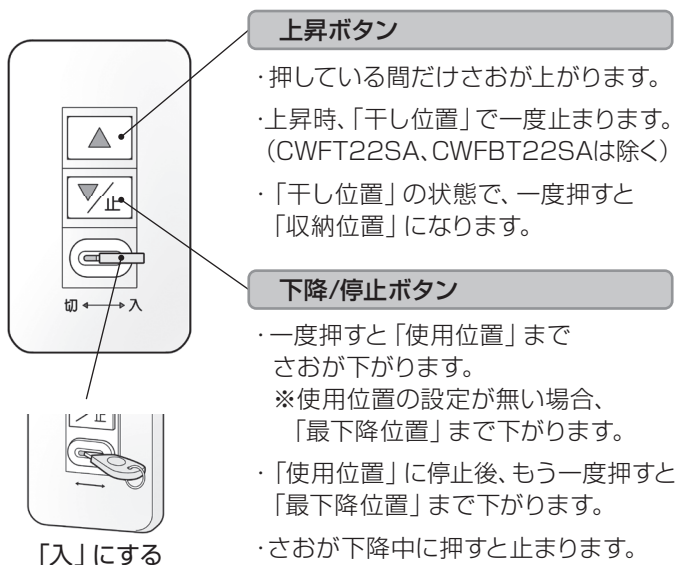 上昇ボタン
・押している間だけさおが上がります。
・上昇時、「干し位置」で一度止まります。
（CWFT22SA、CWFBT22SAは除く）
・「干し位置」の状態で、一度押すと
「収納位置」になります。
▽/止
切 ←→ 入
下降/停止ボタン
・一度押すと「使用位置」まで
さおが下がります。
※使用位置の設定が無い場合、
「最下降位置」まで下がります。
・「使用位置」に停止後、もう一度押すと
「最下降位置」まで下がります。
・さおが下降中に押すと止まります。
/止
「入」にする